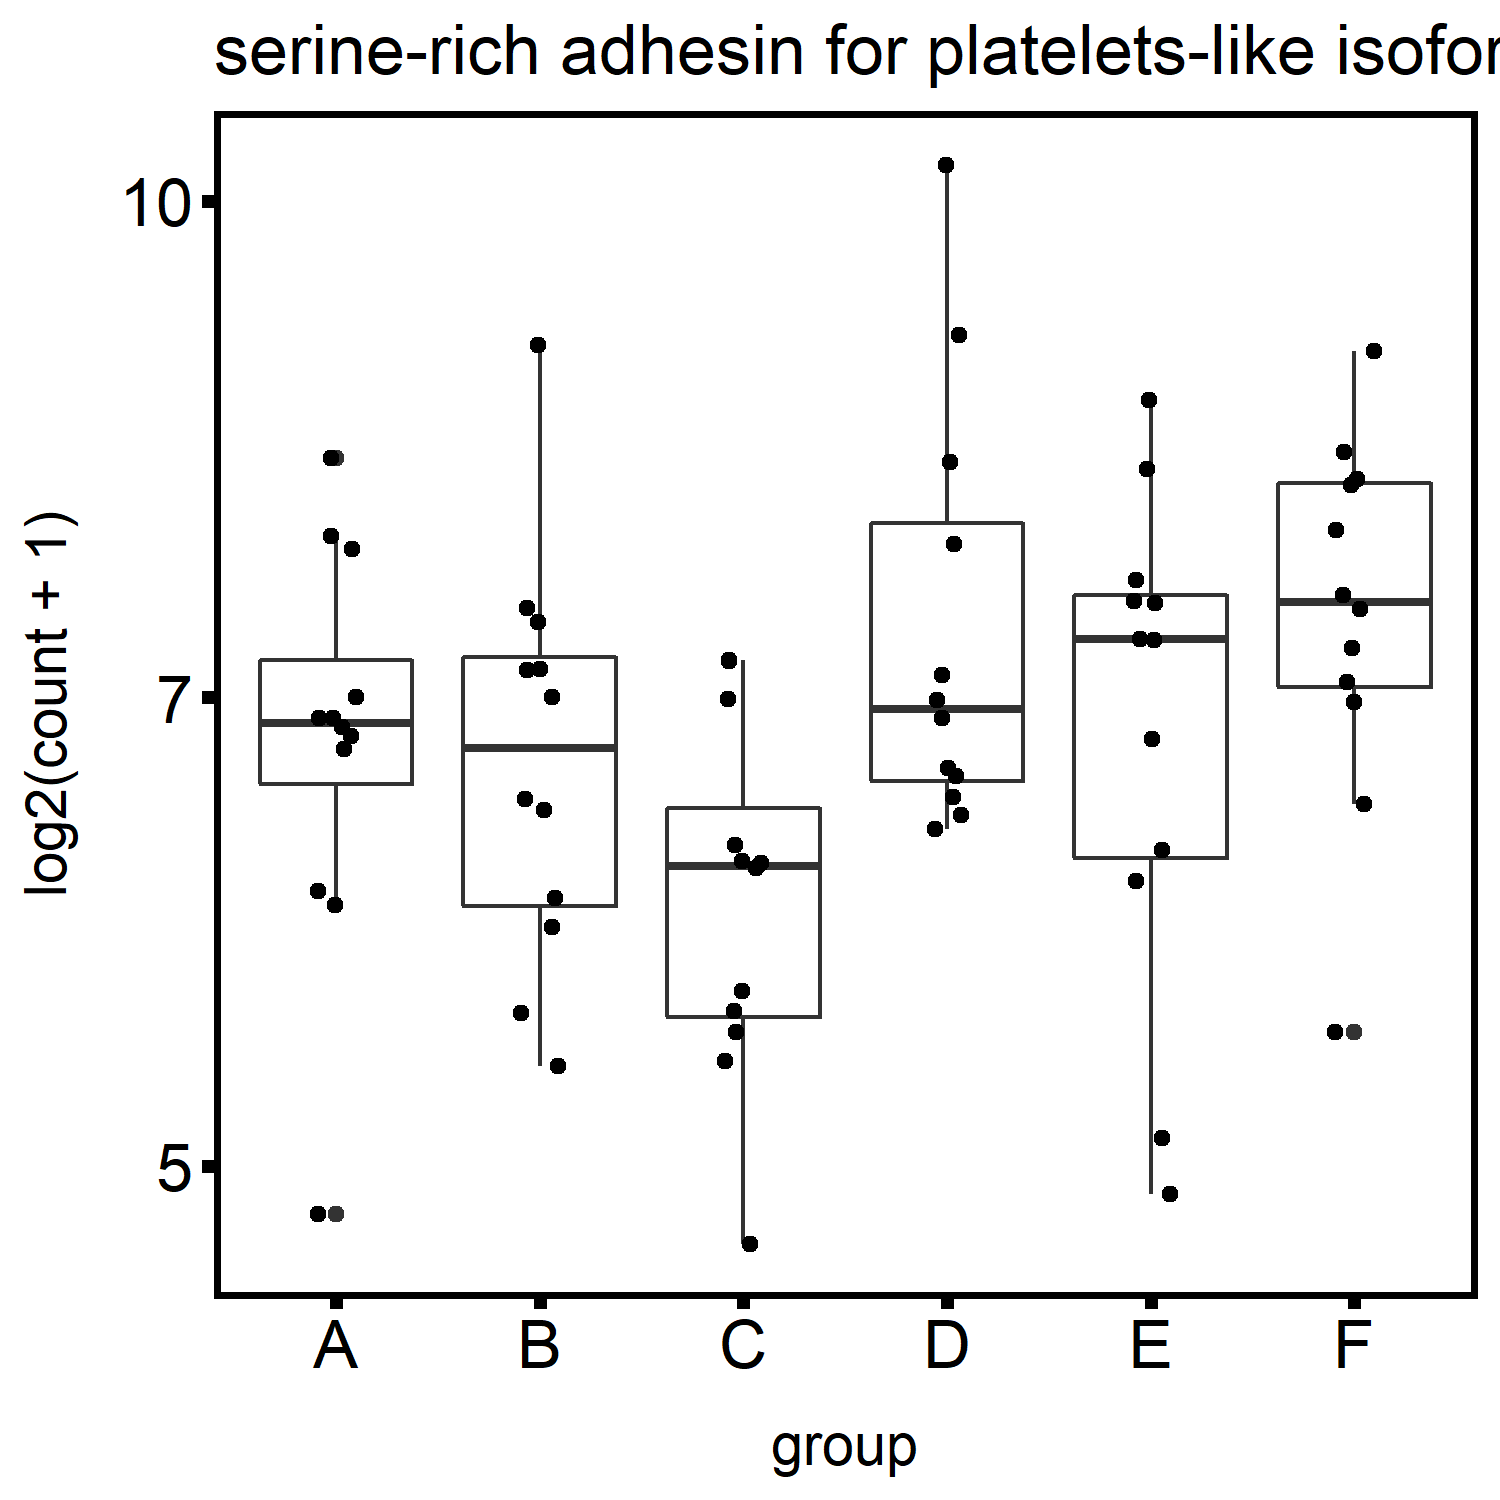 serine-rich adhesin for platelets-like isofor
10
7
5
log2(count + 1)
A B C D E F
group